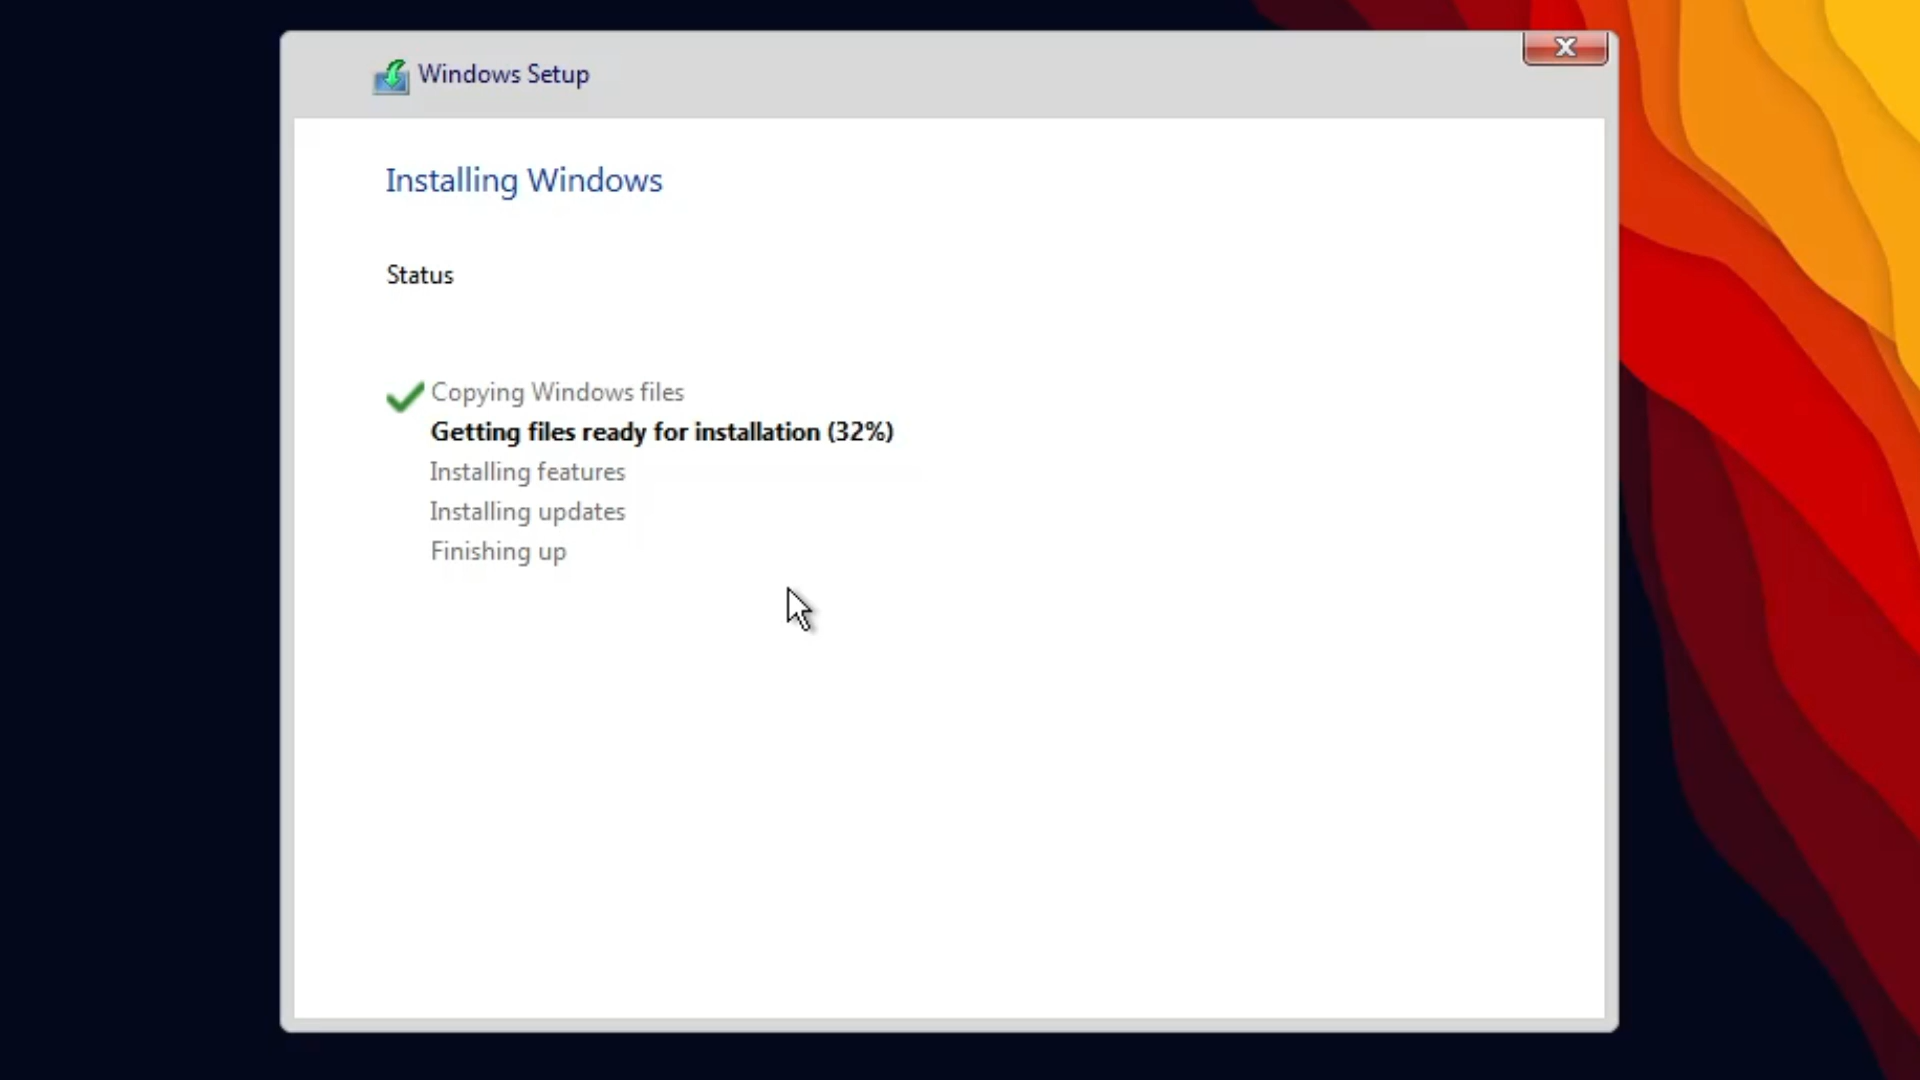 Windows Setup
Installing Windows
Status
Copying Windows files
Getting files ready for installation (32%)
Installing features
Installing updates
Finishing up